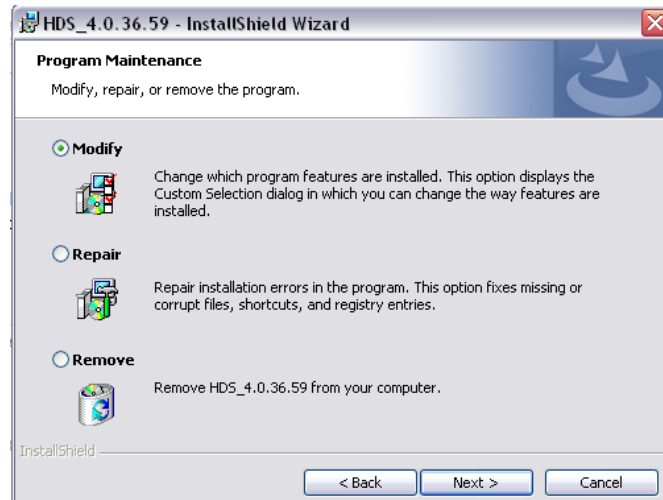 HDS_4.0.36.59 - InstallShield Wizard
Program Maintenance
Modify, repair, or remove the program.
Modify
Change which program features are installed. This option displays the
Custom Selection dialog in which you can change the way features are
installed.
Repair
Repair installation errors in the program. This option fixes missing or
corrupt files, shortcuts, and registry entries.
Remove
Remove HDS_4.0.36.59 from your computer.
InstallShield
< Back Next > Cancel